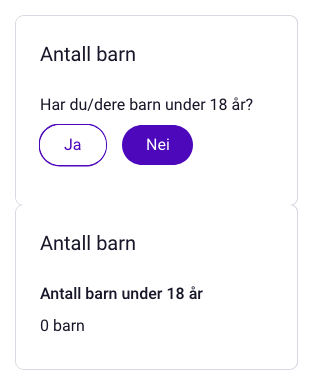 Antall barn
Har du/dere barn under 18 år?
Ja
Nei
Antall barn
Antall barn under 18 år
0 barn